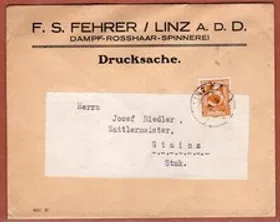 F. S. FEHRER / LINZ A. D. D.
DAMPF-ROSSHAAR-SPINNEREI
Drucksache.
Herrn
Josef Riedler,
Sattlermeister,
Stainz
Stmk.